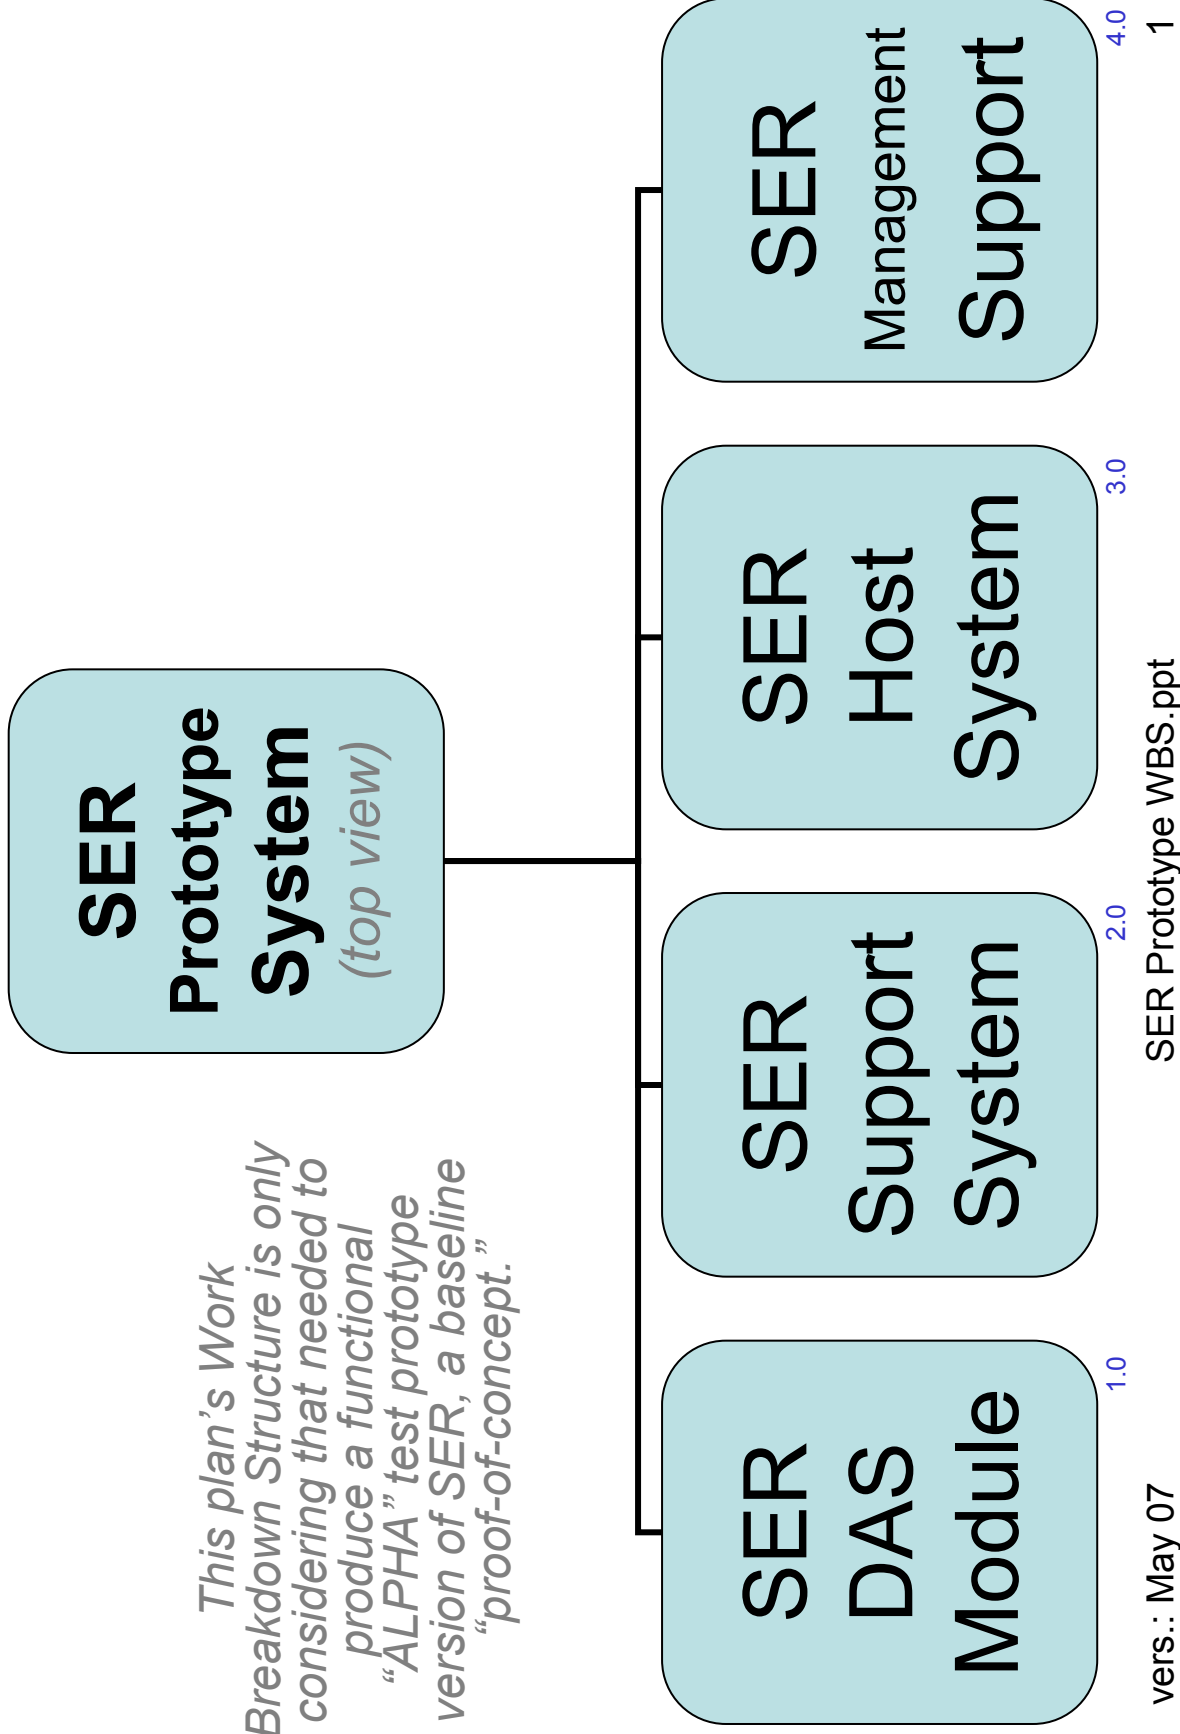 This plan’s Work
Breakdown Structure is only
considering that needed to
produce a functional
“ALPHA” test prototype
version of SER, a baseline
“proof-of-concept.”
SER
Prototype
System
(top view)
SER
DAS
Module
1.0
SER
Support
System
2.0
SER
Host
System
3.0
SER
Management
Support
4.0
vers.: May 07
SER Prototype WBS.ppt
1